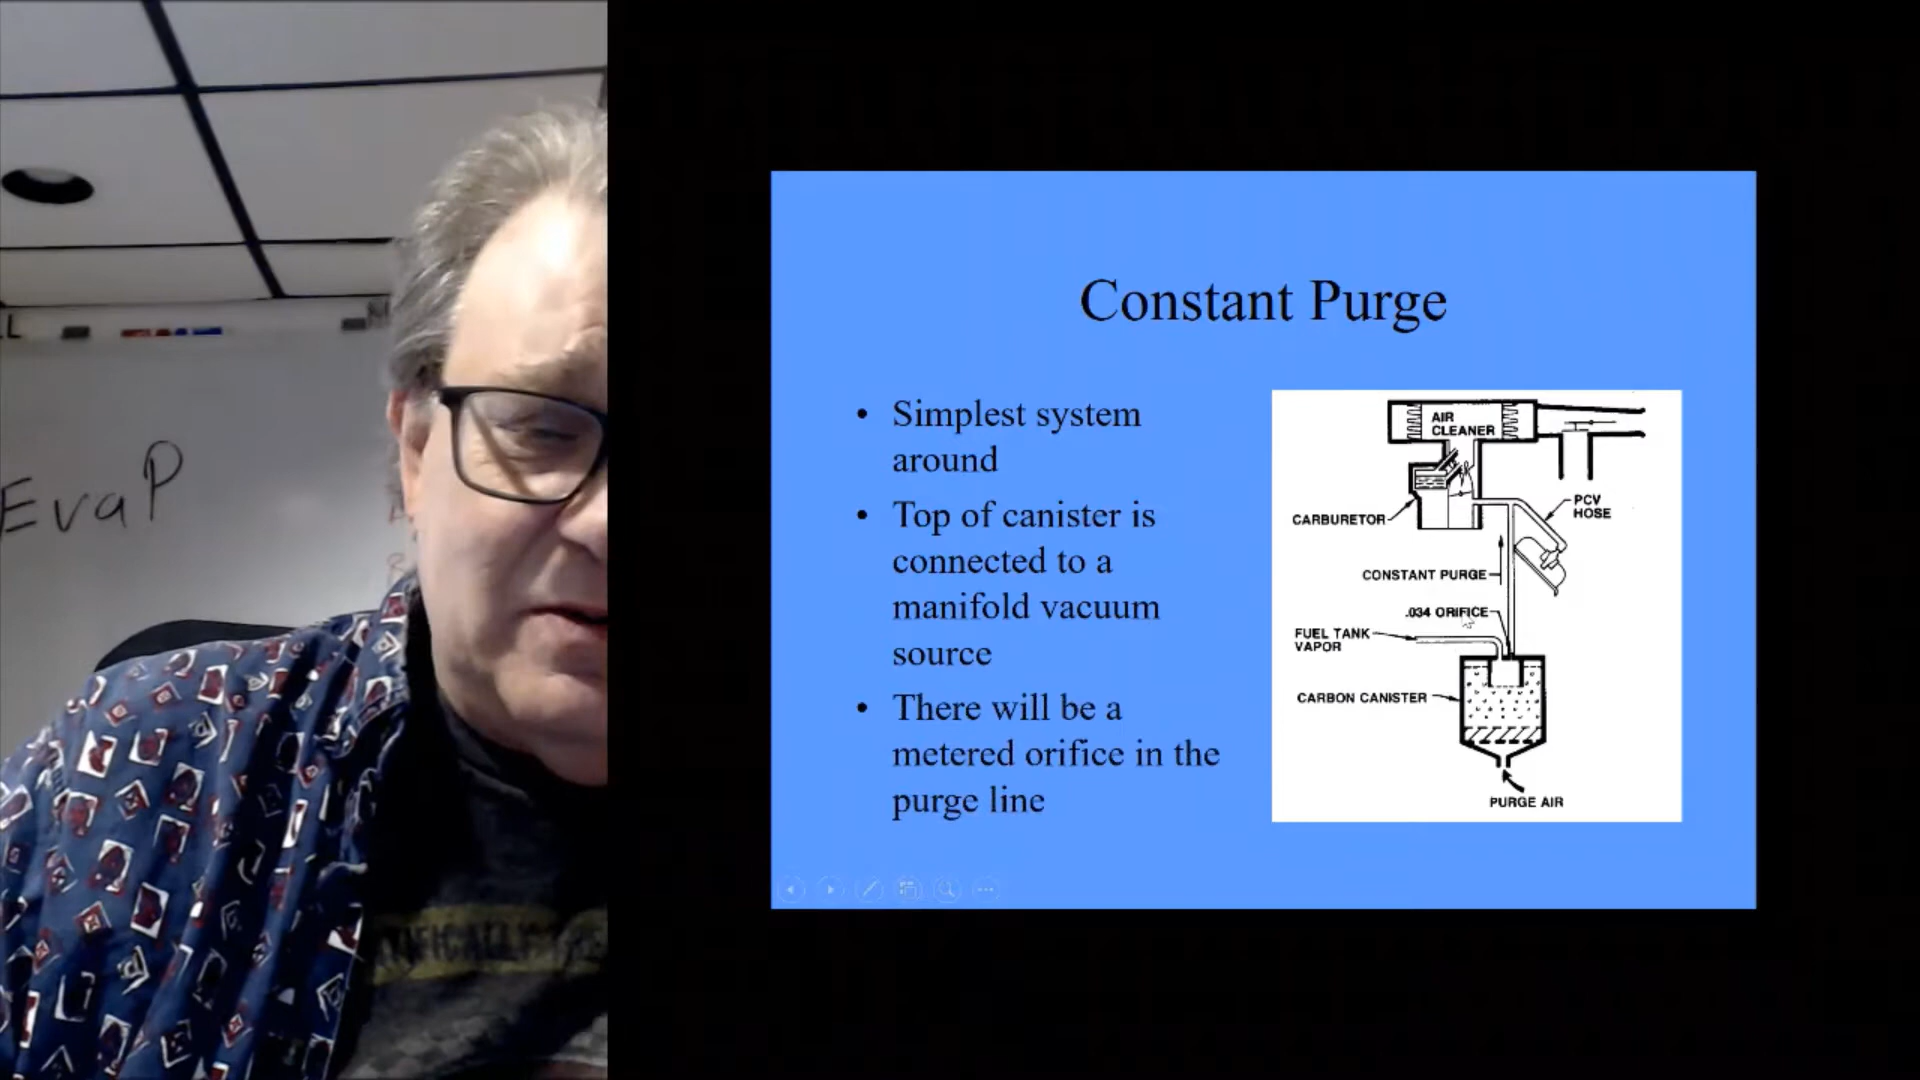 EvaP
Constant Purge
• Simplest system
around
• Top of canister is
connected to a
manifold vacuum
source
• There will be a
metered orifice in the
purge line
AIR
CLEANER
PCV
HOSE
CARBURETOR
CONSTANT PURGE
.034 ORIFICE
FUEL TANK
VAPOR
CARBON CANISTER
PURGE AIR